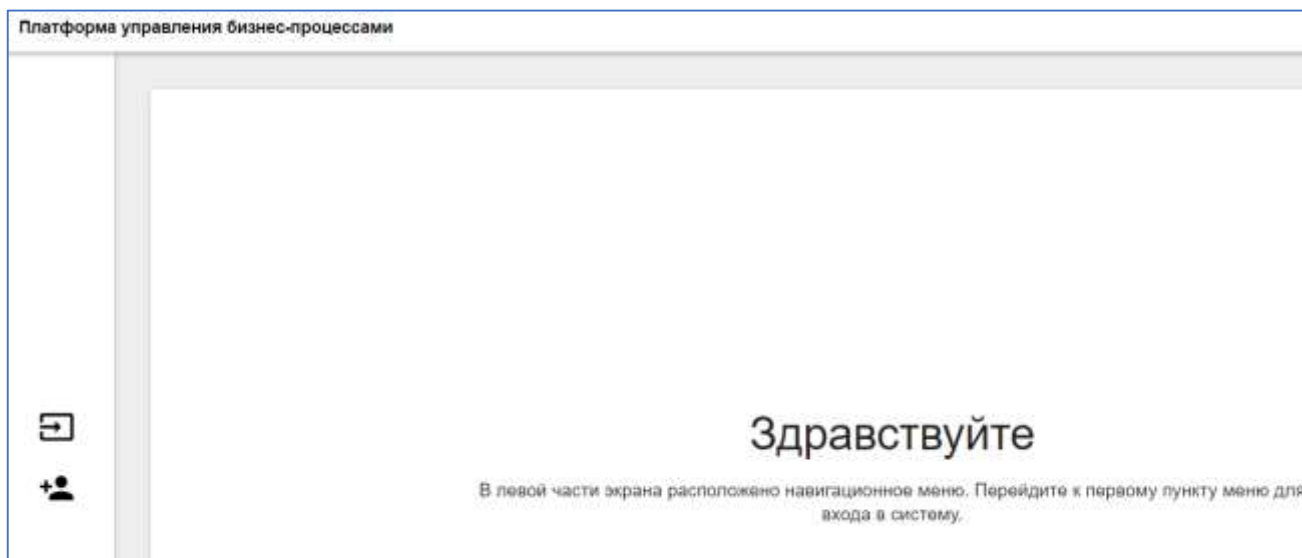 Платформа управления бизнес-процессами
Здравствуйте
В левой части экрана расположено навигационное меню. Перейдите к первому пункту меню для
входа в систему.